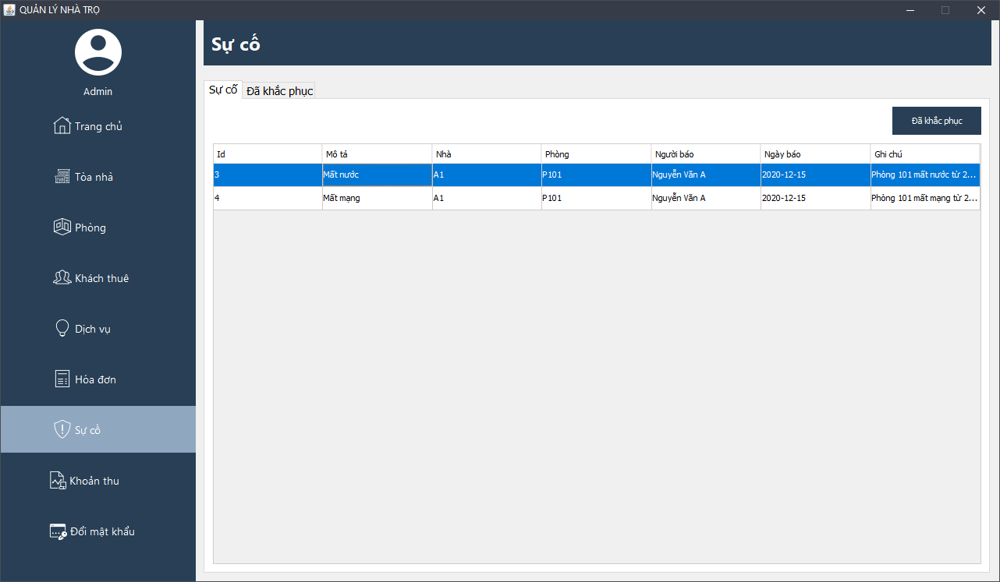 QUẢN LÝ NHÀ TRỌ
Admin
Trang chủ
Tòa nhà
Phòng
Khách thuê
Dịch vụ
Hóa đơn
Sự cố
Khoản thu
Đổi mật khẩu
Sự cố
Sự cố Đã khắc phục
Đã khắc phục
Id Mô tả Nhà Phòng Người báo Ngày báo Ghi chú
3 Mất nước A1 P101 Nguyễn Văn A 2020-12-15 Phòng 101 mất nước từ 2...
4 Mất mạng A1 P101 Nguyễn Văn A 2020-12-15 Phòng 101 mất mạng từ 2...